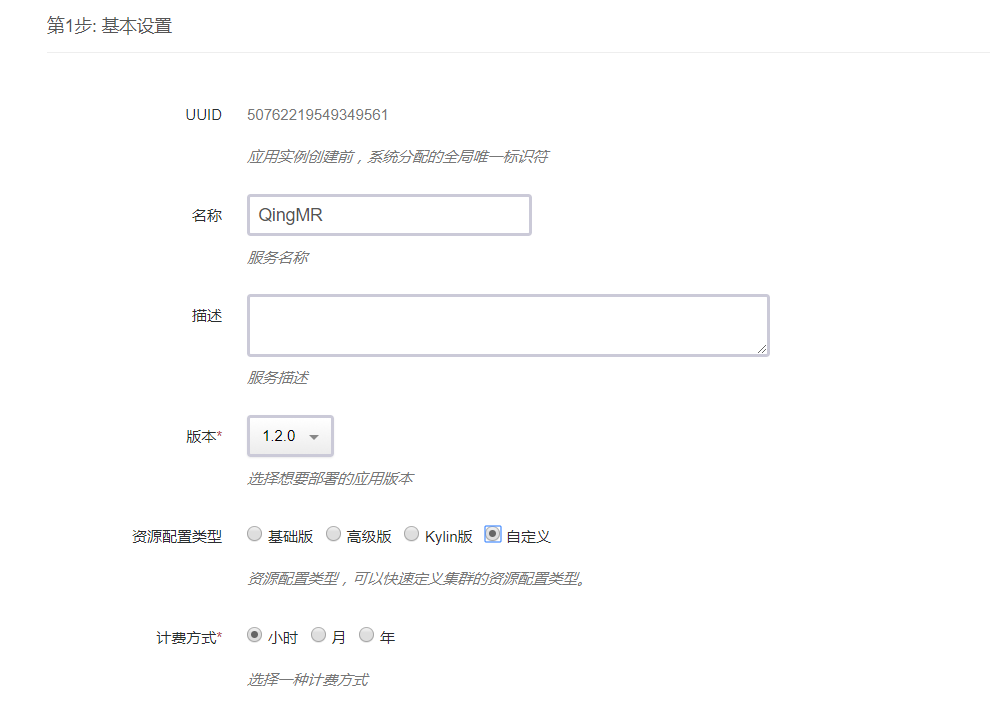 第1步: 基本设置
UUID 50762219549349561
应用实例创建前，系统分配的全局唯一标识符
名称 QingMR
服务名称
描述
服务描述
版本* 1.2.0
选择想要部署的应用版本
资源配置类型 基础版 高级版 Kylin版 自定义
资源配置类型，可以快速定义集群的资源配置类型。
计费方式* 小时 月 年
选择一种计费方式